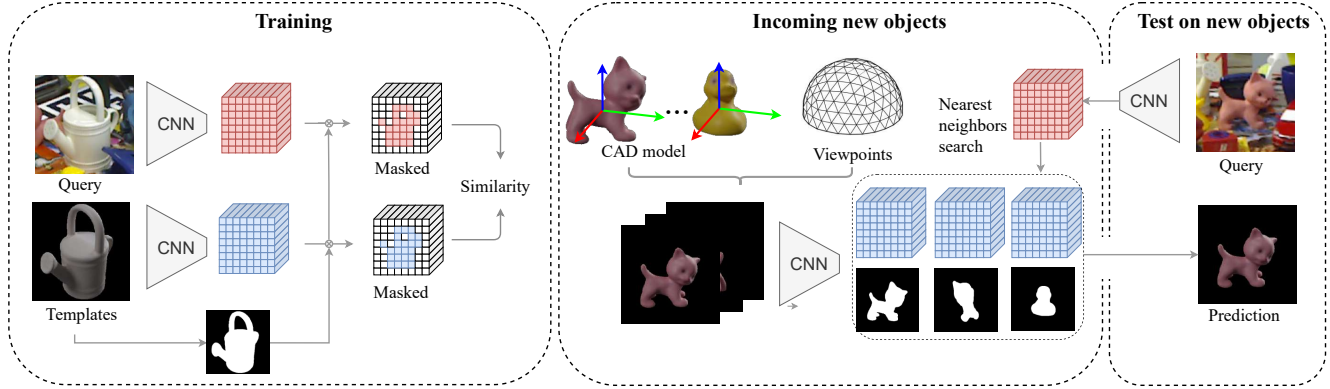 Training
CNN
Query
Masked
Similarity
CNN
Templates
Masked
Incoming new objects
CAD model
...
Viewpoints
Nearest
neighbors
search
CNN
Test on new objects
CNN
Query
Prediction